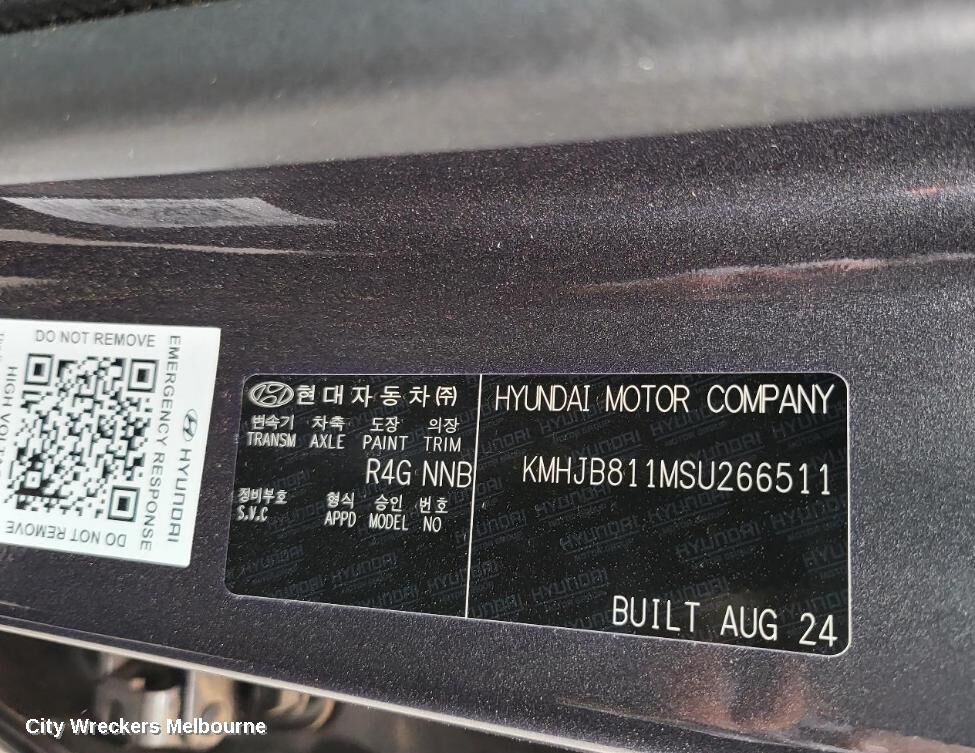 DO NOT REMOVE
EMERGENCY RESPONSE
HYUNDAI
DO NOT REMOVE
현대자동차(주)
변속기 차축 도장 의장
TRANSM AXLE PAINT TRIM
R4G NNB
정비부호 형식 승인 번호
S.V.C APPD MODEL NO
HYUNDAI MOTOR COMPANY
KMHJB811MSU266511
BUILT AUG 24
City Wreckers Melbourne